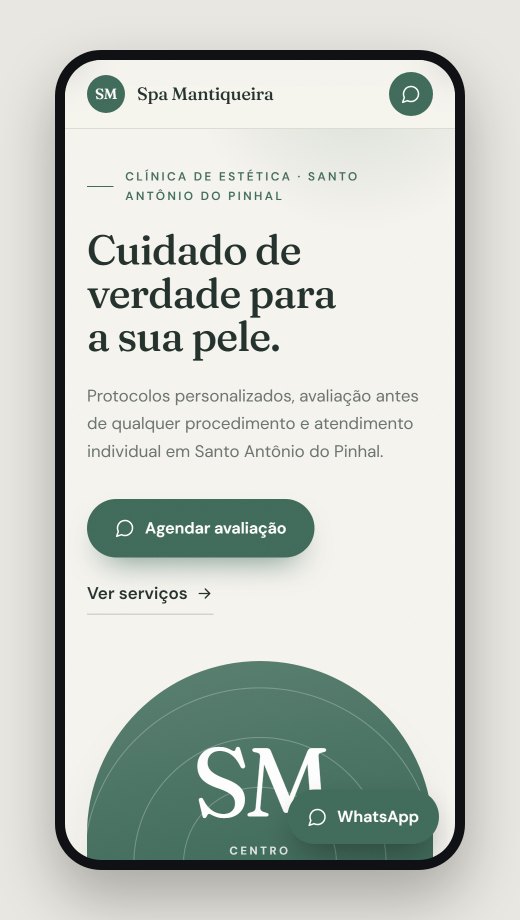 SM Spa Mantiqueira
CLÍNICA DE ESTÉTICA · SANTO
ANTÔNIO DO PINHAL
Cuidado de
verdade para
a sua pele.
Protocolos personalizados, avaliação antes
de qualquer procedimento e atendimento
individual em Santo Antônio do Pinhal.
Agendar avaliação
Ver serviços →
SM
WhatsApp
CENTRO